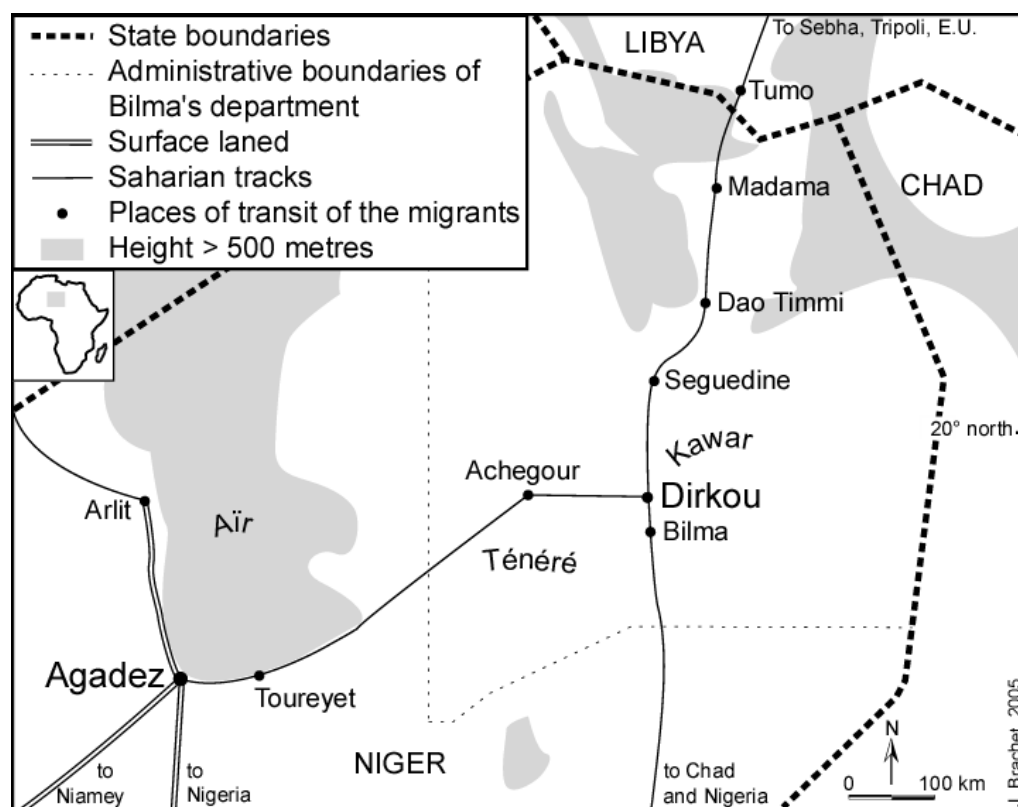 State boundaries
Administrative boundaries of
Bilma's department
Surface laned
Saharian tracks
Places of transit of the migrants
Height > 500 metres
LIBYA
To Sebha, Tripoli, E.U.
Tumo
Madama
CHAD
Dao Timmi
Seguedine
20° north
Kawar
Achegour
Dirkou
Arlit
Aïr
Bilma
Ténéré
Agadez
Toureyet
NIGER
to
Niamey
to
Nigeria
to Chad
and Nigeria
N
0 100 km
J. Brachet, 2005